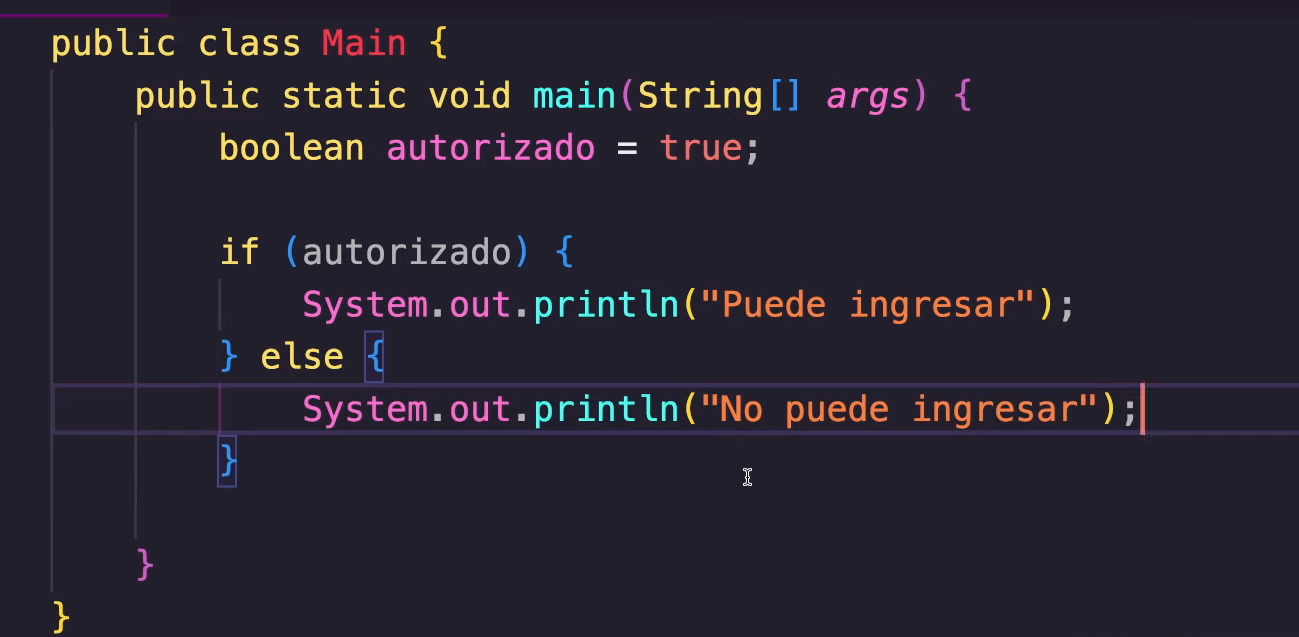 public class Main {
    public static void main(String[] args) {
        boolean autorizado = true;
        if (autorizado) {
            System.out.println("Puede ingresar");
        } else {
            System.out.println("No puede ingresar");
        }
    }
}